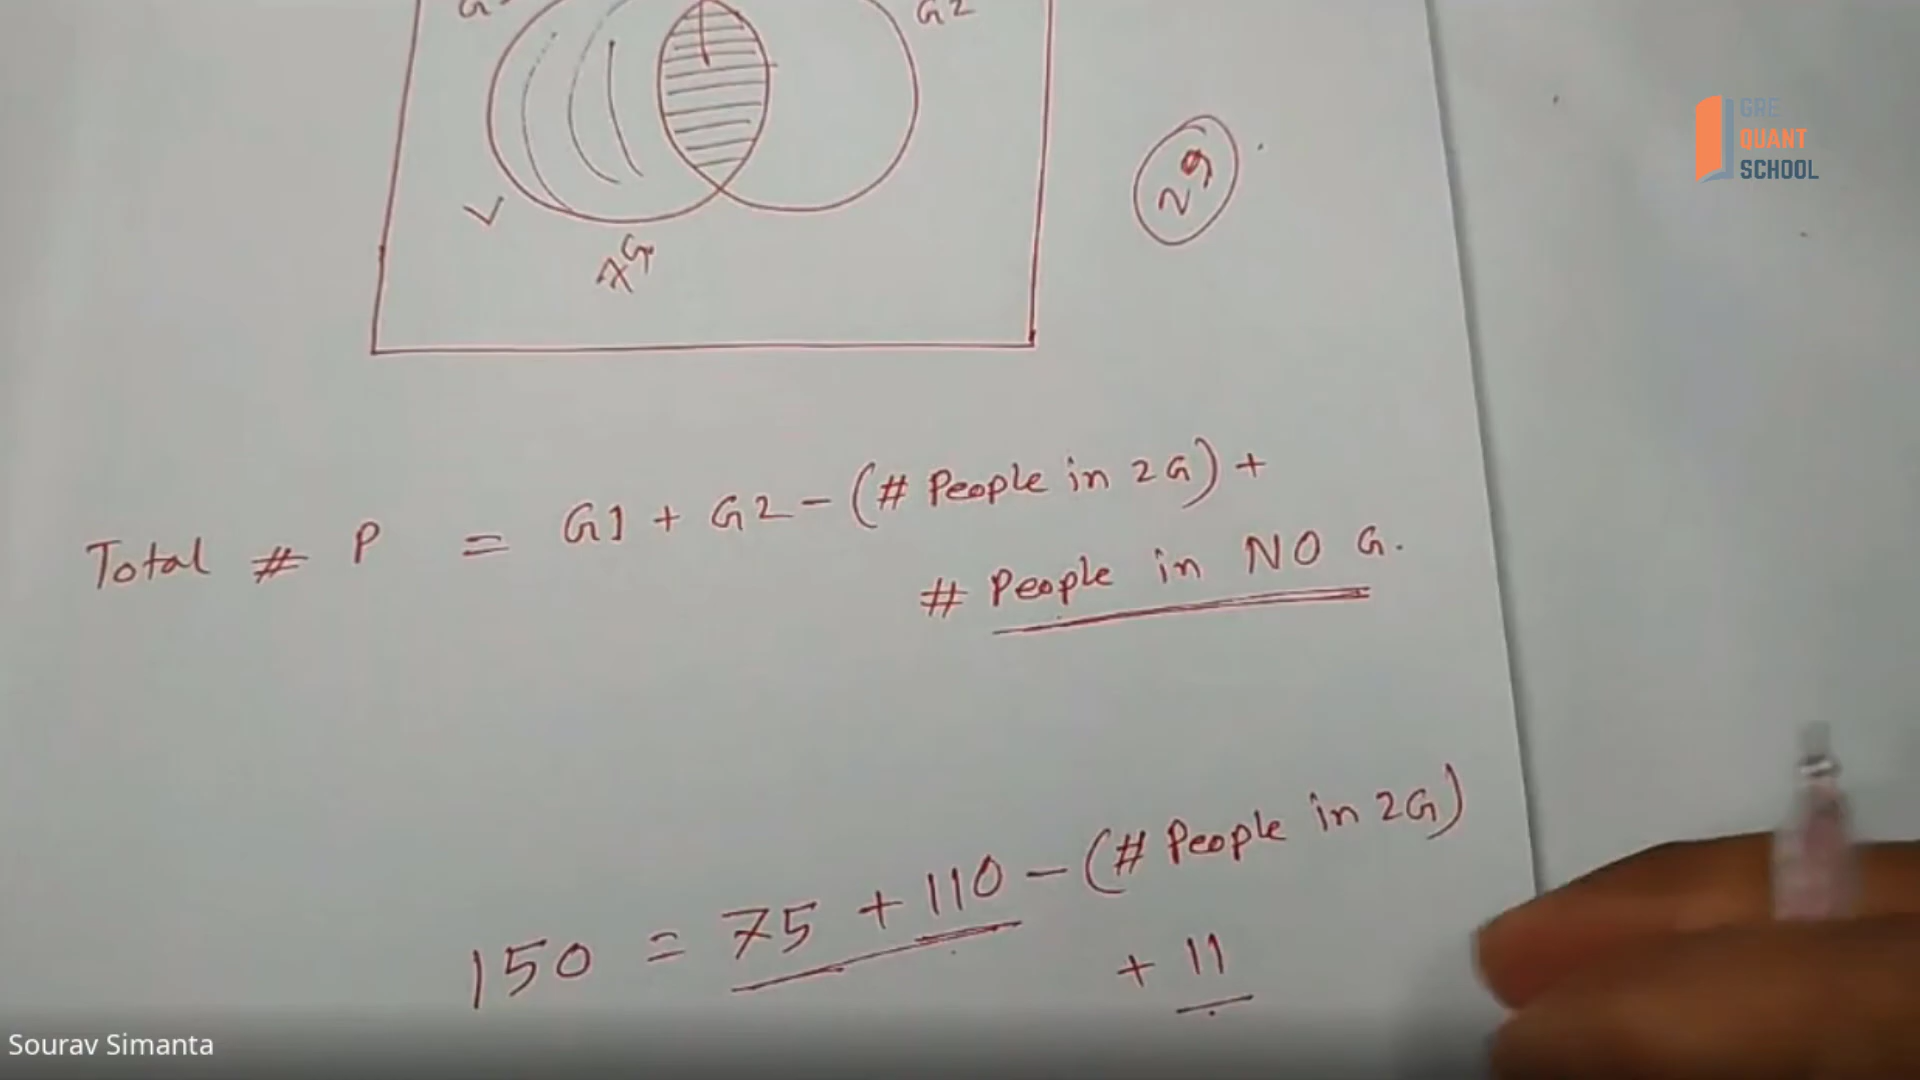 G2
GRE
QUANT
SCHOOL
29
75
Total # P = G1 + G2 - (# People in 2G) +
# People in NO G.
150 = 75 + 110 - (# People in 2G)
+ 11
Sourav Simanta